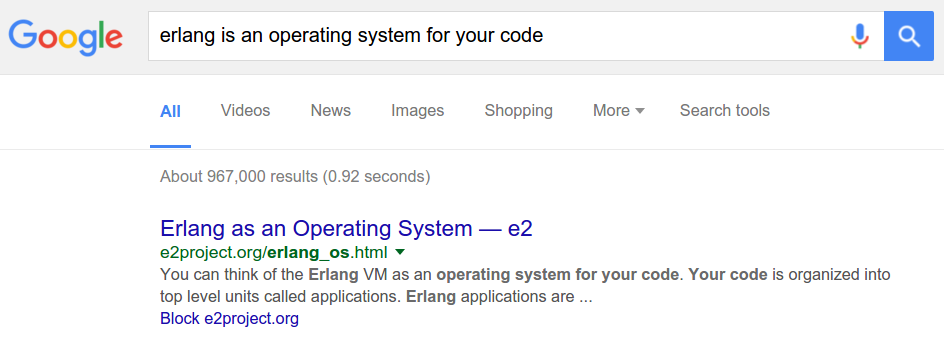 Google erlang is an operating system for your code
All Videos News Images Shopping More Search tools
About 967,000 results (0.92 seconds)
Erlang as an Operating System — e2
e2project.org/erlang_os.html
You can think of the Erlang VM as an operating system for your code. Your code is organized into
top level units called applications. Erlang applications are ...
Block e2project.org